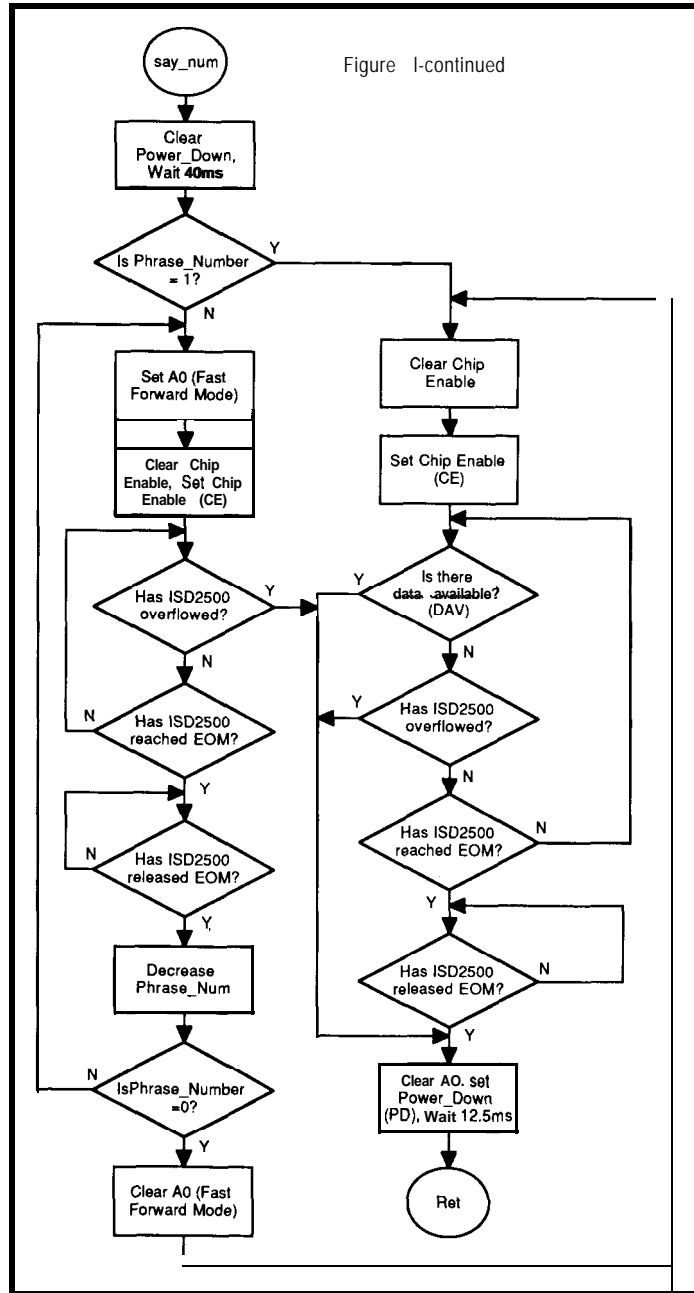 say_num
Figure I-continued
Clear
Power_Down,
Wait 40ms
Is Phrase_Number
= 1?
Y
N
Set A0 (Fast
Forward Mode)
Clear Chip
Enable, Set Chip
Enable (CE)
Has ISD2500
overflowed?
Y
N
Has ISD2500
reached EOM?
N
Y
Has ISD2500
released EOM?
N
Y
Decrease
Phrase_Num
IsPhrase_Number
=0?
N
Y
Clear A0 (Fast
Forward Mode)
Clear Chip
Enable
Set Chip Enable
(CE)
Is there
data available?
(DAV)
Y
N
Has ISD2500
overflowed?
Y
N
Has ISD2500
reached EOM?
N
Y
Has ISD2500
released EOM?
N
Y
Clear AO. set
Power_Down
(PD), Wait 12.5ms
Ret